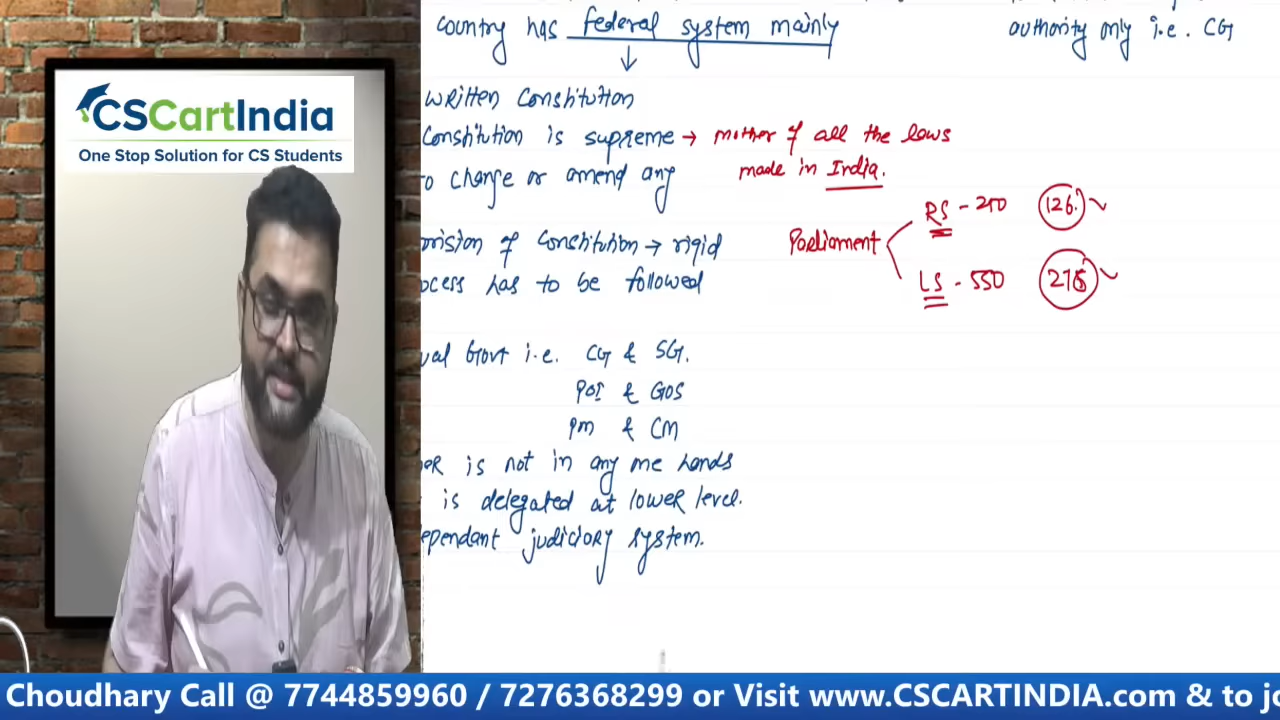 CSCartIndia
One Stop Solution for CS Students
country has federal system mainly
authority only i.e. CG
written constitution
constitution is supreme → mother of all the laws
made in India.
to change or amend any
ovision of constitution → rigid
ocess has to be followed
Parliament
RS - 250 126
LS - 550
ual Govt i.e. CG & SG.
POI & GOS
PM & CM
er is not in any one hands
is delegated at lower level.
ependant judiciary system.
Choudhary Call @ 7744859960 / 7276368299 or Visit www.CSCARTINDIA.com & to jo